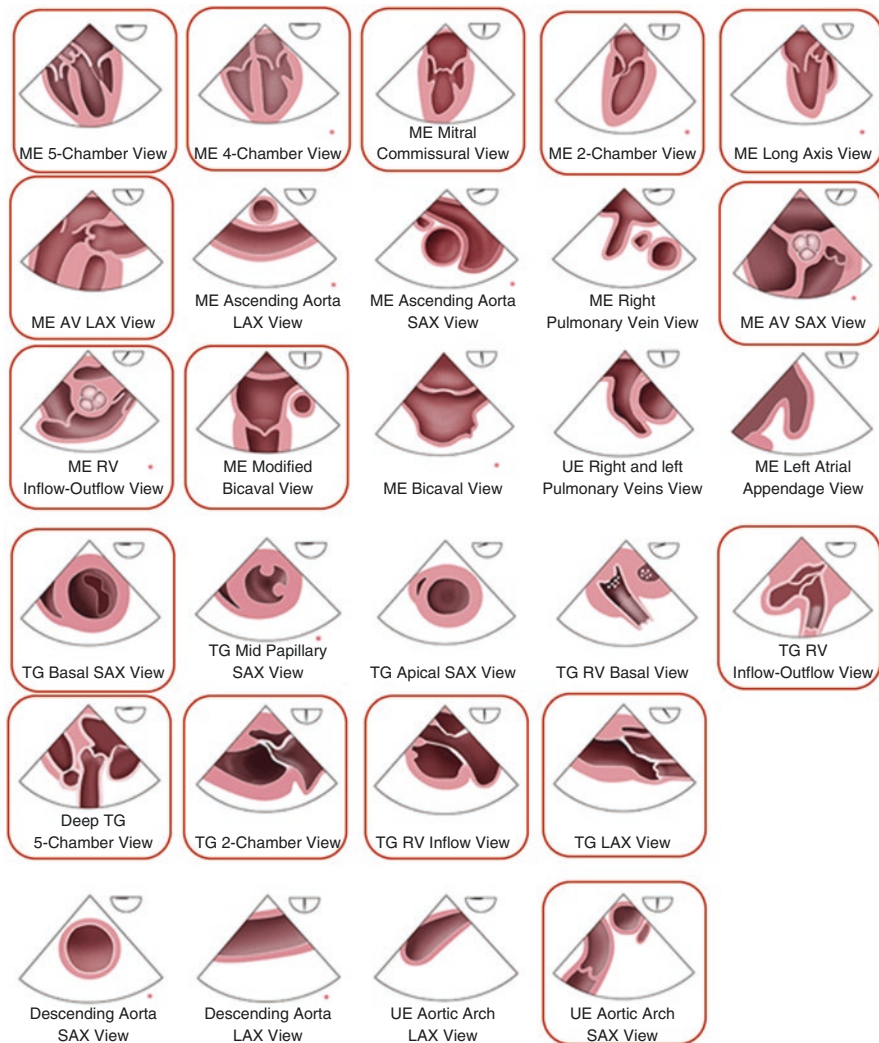 ME 5-Chamber View
ME 4-Chamber View
ME Mitral
Commissural View
ME 2-Chamber View
ME Long Axis View
ME AV LAX View
ME Ascending Aorta
LAX View
ME Ascending Aorta
SAX View
ME Right
Pulmonary Vein View
ME AV SAX View
ME RV
Inflow-Outflow View
ME Modified
Bicaval View
ME Bicaval View
UE Right and left
Pulmonary Veins View
ME Left Atrial
Appendage View
TG Basal SAX View
TG Mid Papillary
SAX View
TG Apical SAX View
TG RV Basal View
TG RV
Inflow-Outflow View
Deep TG
5-Chamber View
TG 2-Chamber View
TG RV Inflow View
TG LAX View
Descending Aorta
SAX View
Descending Aorta
LAX View
UE Aortic Arch
LAX View
UE Aortic Arch
SAX View